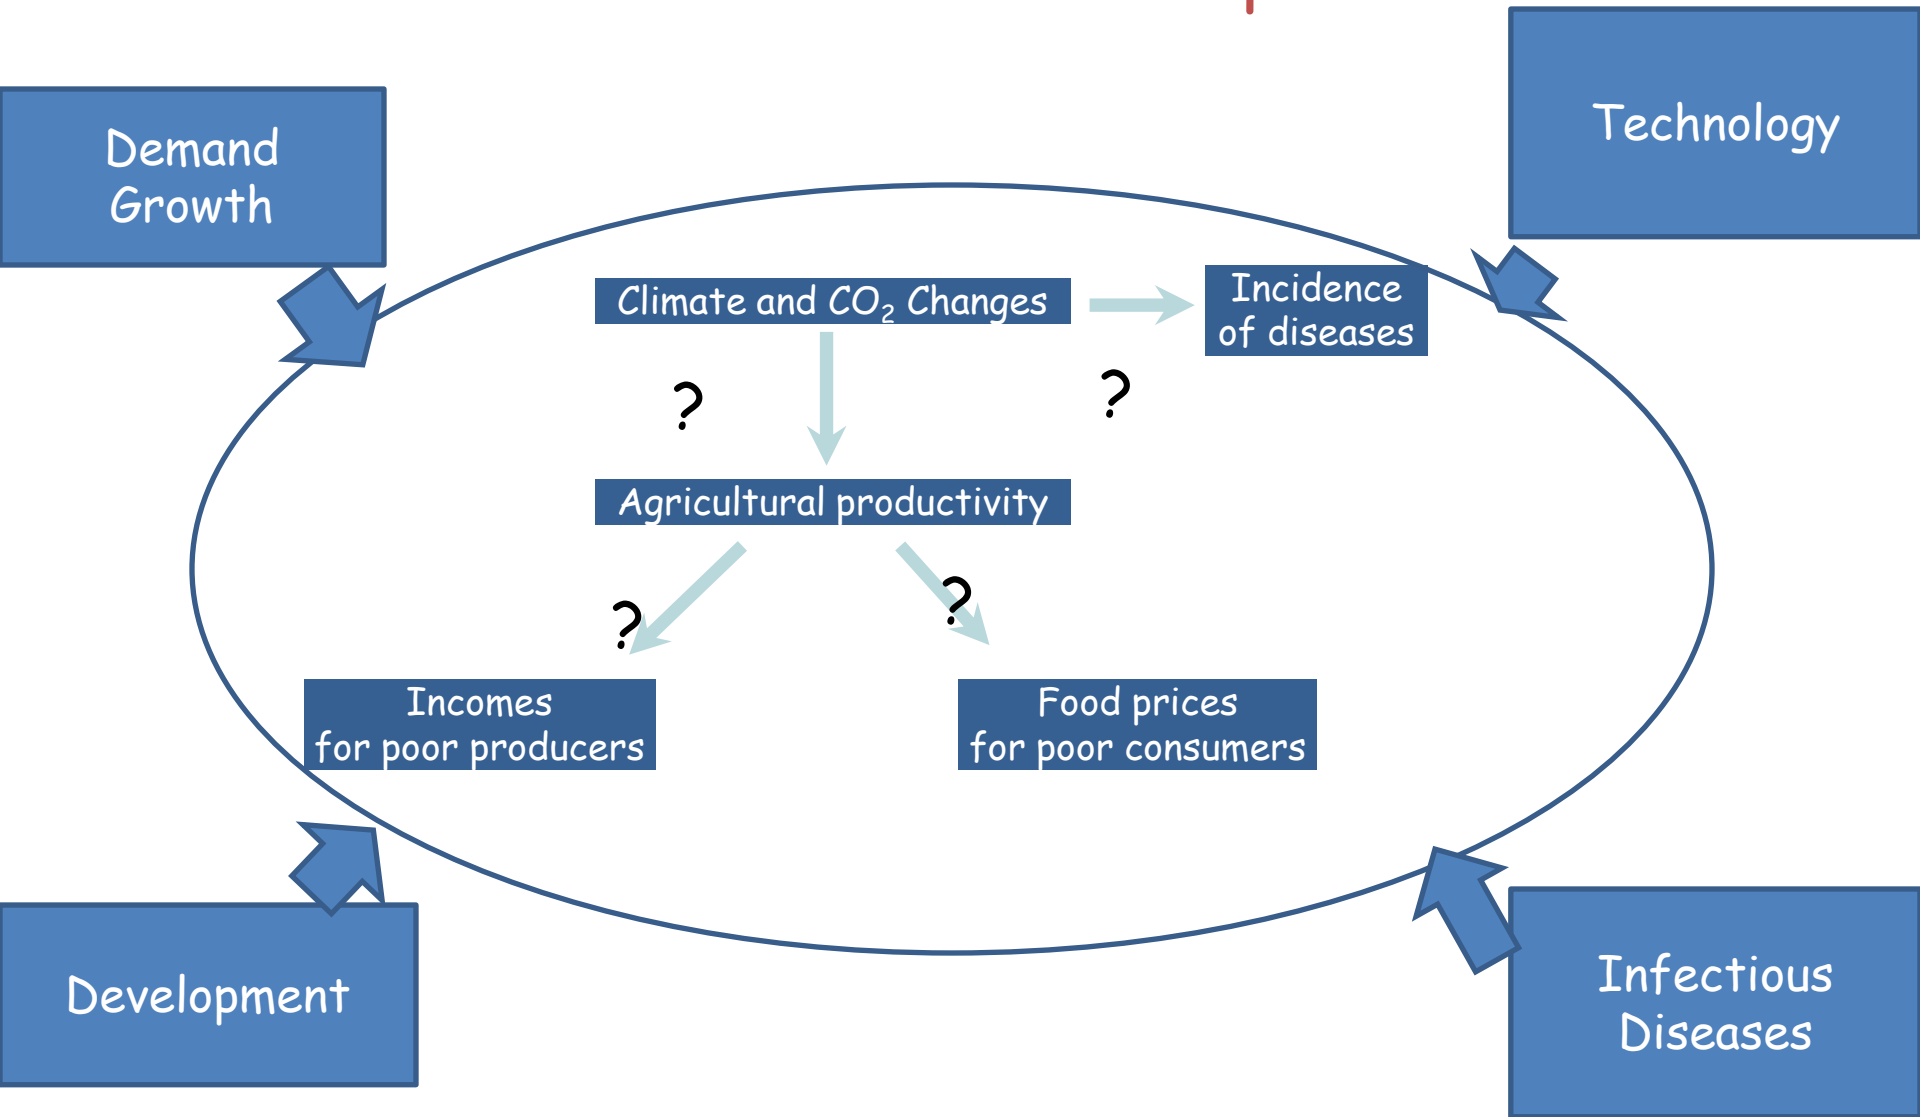 Technology
Demand
Growth
Climate and CO₂ Changes
Incidence
of diseases
?
?
Agricultural productivity
?
?
Incomes
for poor producers
Food prices
for poor consumers
Development
Infectious
Diseases